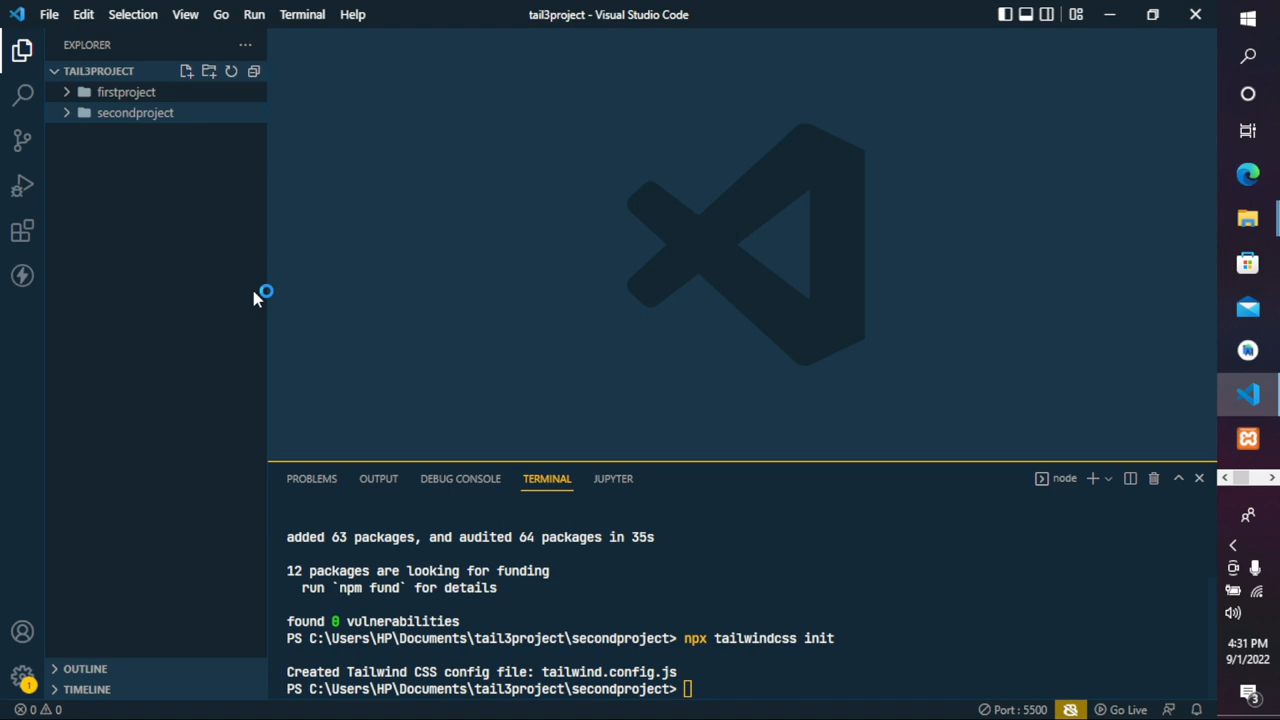 File Edit Selection View Go Run Terminal Help
tail3project - Visual Studio Code
EXPLORER
TAIL3PROJECT
firstproject
secondproject
PROBLEMS OUTPUT DEBUG CONSOLE TERMINAL JUPYTER
node
added 63 packages, and audited 64 packages in 35s
12 packages are looking for funding
run `npm fund` for details
found 0 vulnerabilities
PS C:\Users\HP\Documents\tail3project\secondproject> npx tailwindcss init
Created Tailwind CSS config file: tailwind.config.js
PS C:\Users\HP\Documents\tail3project\secondproject>
OUTLINE
TIMELINE
1
0 0
Port : 5500
Go Live
4:31 PM
9/1/2022
3